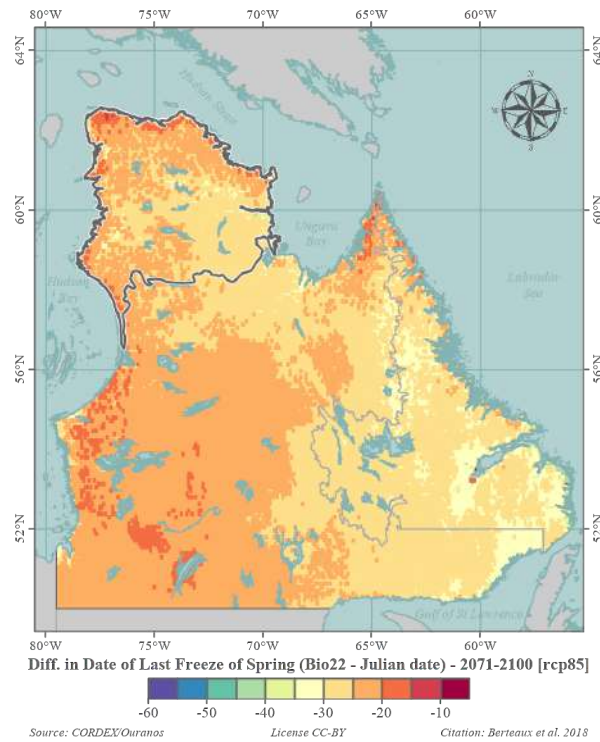 80°W 75°W 70°W 65°W 60°W
64°N 64°N
Hudson Strait
N
W E
S
60°N 60°N
Ungava
Bay
Hudson
Bay
Labrador
Sea
56°N 56°N
52°N 52°N
Gulf of St Lawrence
80°W 75°W 70°W 65°W 60°W
Diff. in Date of Last Freeze of Spring (Bio22 - Julian date) - 2071-2100 [rcp85]
-60 -50 -40 -30 -20 -10
Source: CORDEX/Ouranos License CC-BY Citation: Berteaux et al. 2018